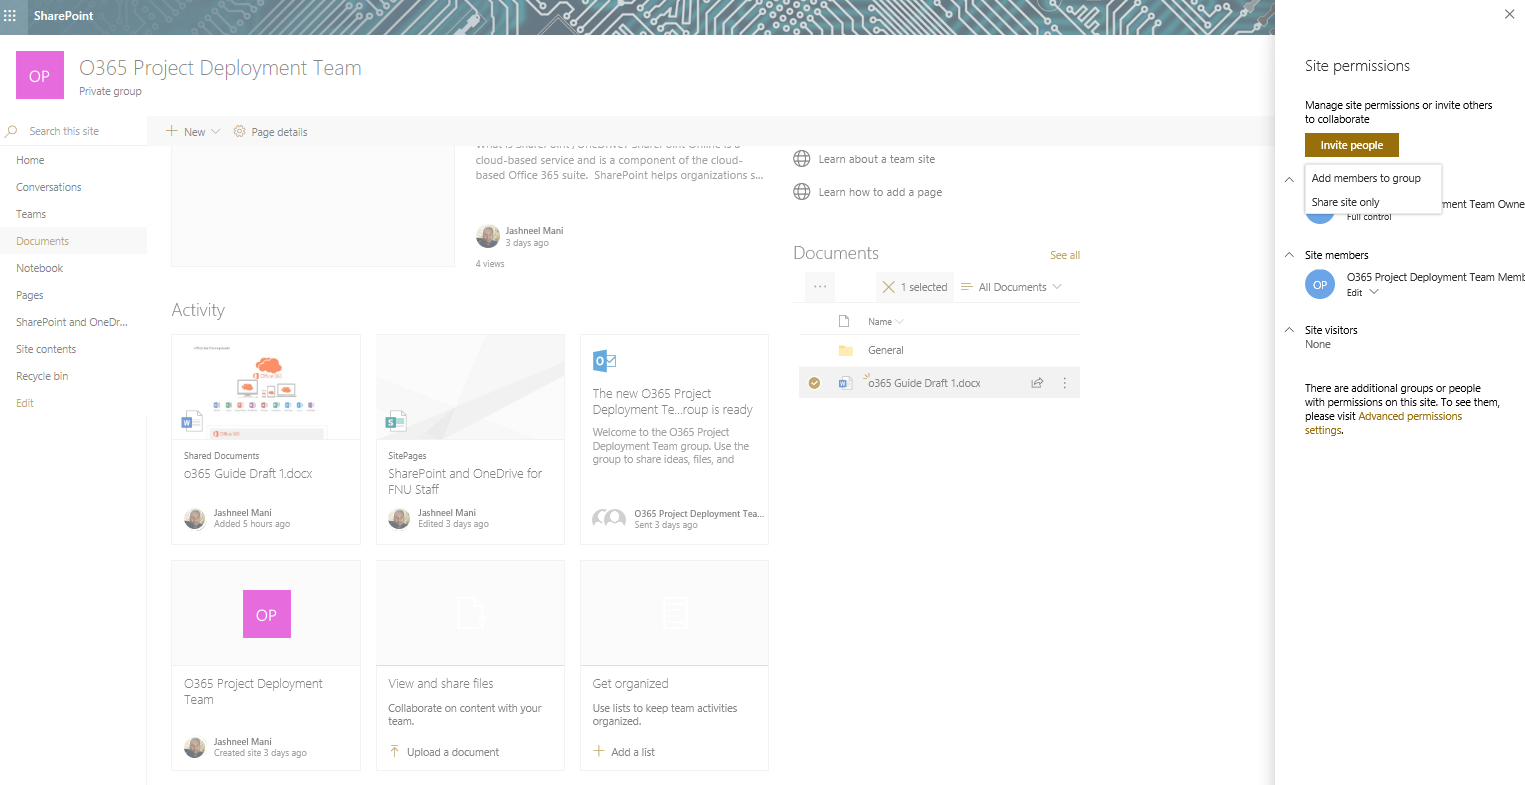 SharePoint
OP
O365 Project Deployment Team
Private group
Search this site
New
Page details
Home
Conversations
Teams
Documents
Notebook
Pages
SharePoint and OneDr...
Site contents
Recycle bin
Edit
cloud-based service and is a component of the cloud-
based Office 365 suite. SharePoint helps organizations s...
Jashneel Mani
3 days ago
4 views
Learn about a team site
Learn how to add a page
Documents
See all
...
1 selected
All Documents
Name
General
o365 Guide Draft 1.docx
Activity
Office 365
Office 365
Shared Documents
o365 Guide Draft 1.docx
Jashneel Mani
Added 5 hours ago
SitePages
SharePoint and OneDrive for
FNU Staff
Jashneel Mani
Edited 3 days ago
The new O365 Project
Deployment Te...roup is ready
Welcome to the O365 Project
Deployment Team group. Use the
group to share ideas, files, and
O365 Project Deployment Tea...
Sent 3 days ago
OP
O365 Project Deployment
Team
Jashneel Mani
Created site 3 days ago
View and share files
Collaborate on content with your
team.
Upload a document
Get organized
Use lists to keep team activities
organized.
Add a list
Site permissions
Manage site permissions or invite others
to collaborate
Invite people
Add members to group
Share site only
ment Team Owne
Full control
Site members
OP
O365 Project Deployment Team Memb
Edit
Site visitors
None
There are additional groups or people
with permissions on this site. To see them,
please visit Advanced permissions
settings.